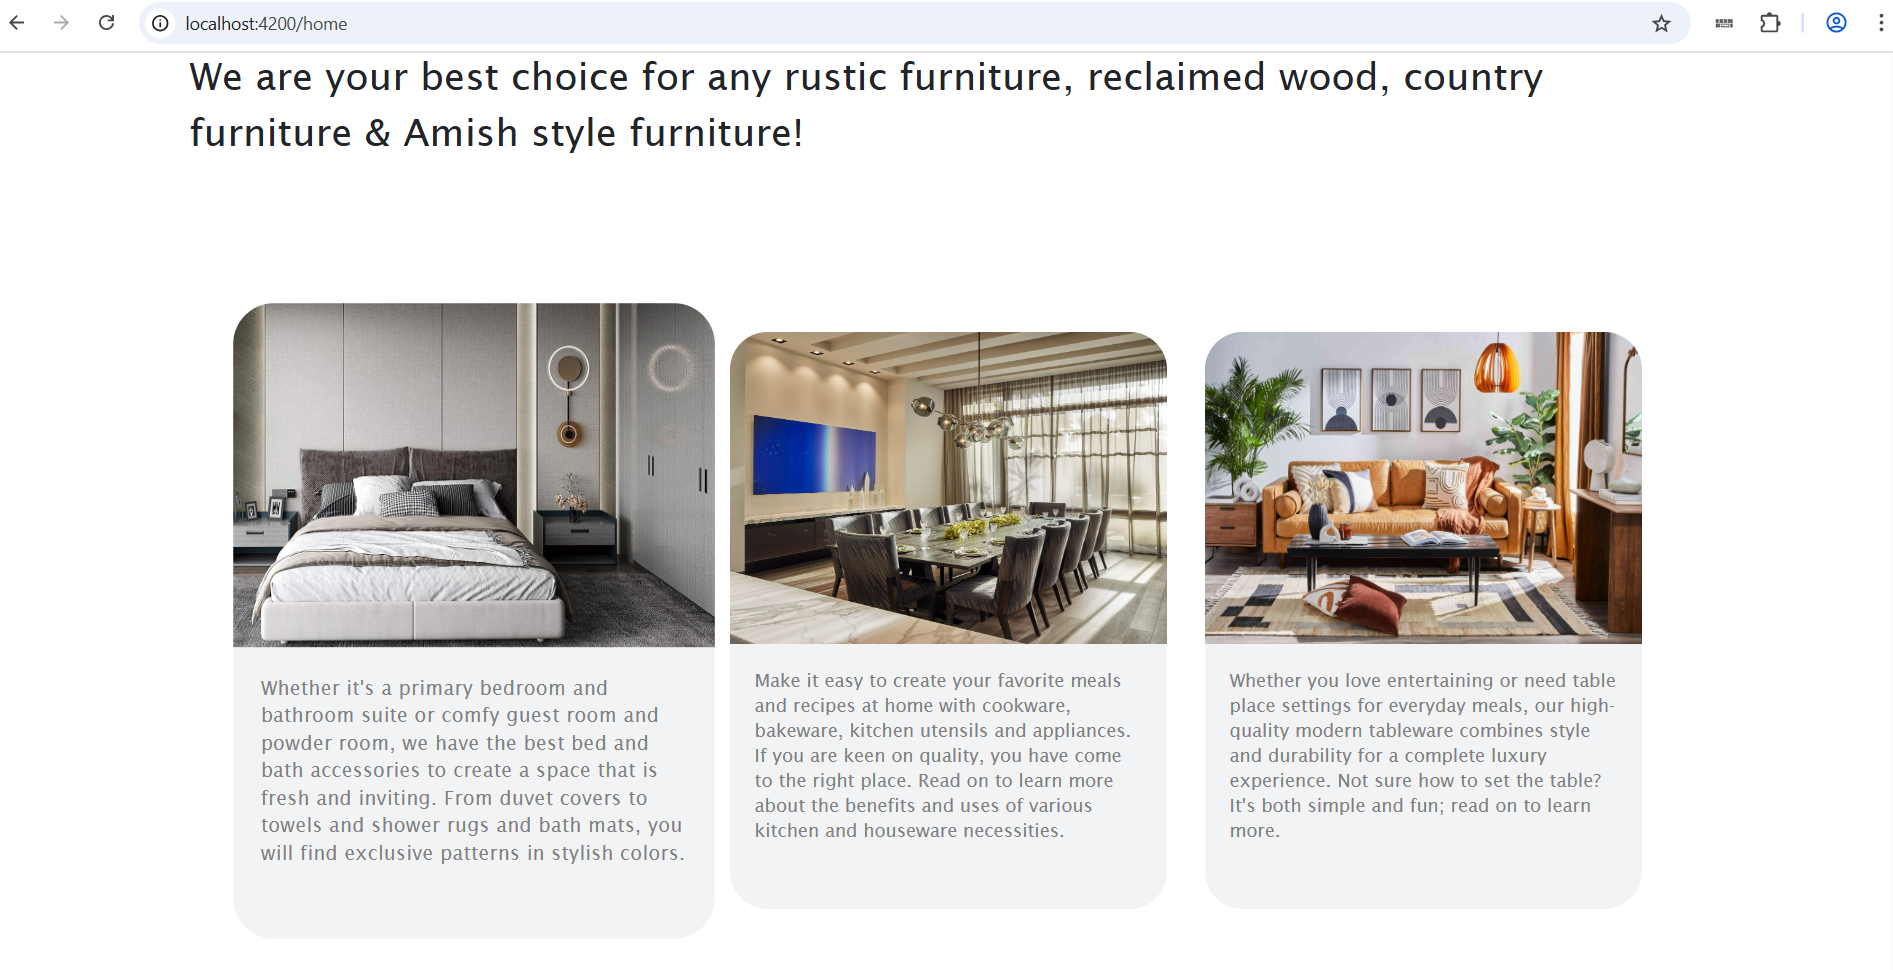 localhost:4200/home
We are your best choice for any rustic furniture, reclaimed wood, country
furniture & Amish style furniture!
Whether it's a primary bedroom and
bathroom suite or comfy guest room and
powder room, we have the best bed and
bath accessories to create a space that is
fresh and inviting. From duvet covers to
towels and shower rugs and bath mats, you
will find exclusive patterns in stylish colors.
Make it easy to create your favorite meals
and recipes at home with cookware,
bakeware, kitchen utensils and appliances.
If you are keen on quality, you have come
to the right place. Read on to learn more
about the benefits and uses of various
kitchen and houseware necessities.
Whether you love entertaining or need table
place settings for everyday meals, our high-
quality modern tableware combines style
and durability for a complete luxury
experience. Not sure how to set the table?
It's both simple and fun; read on to learn
more.